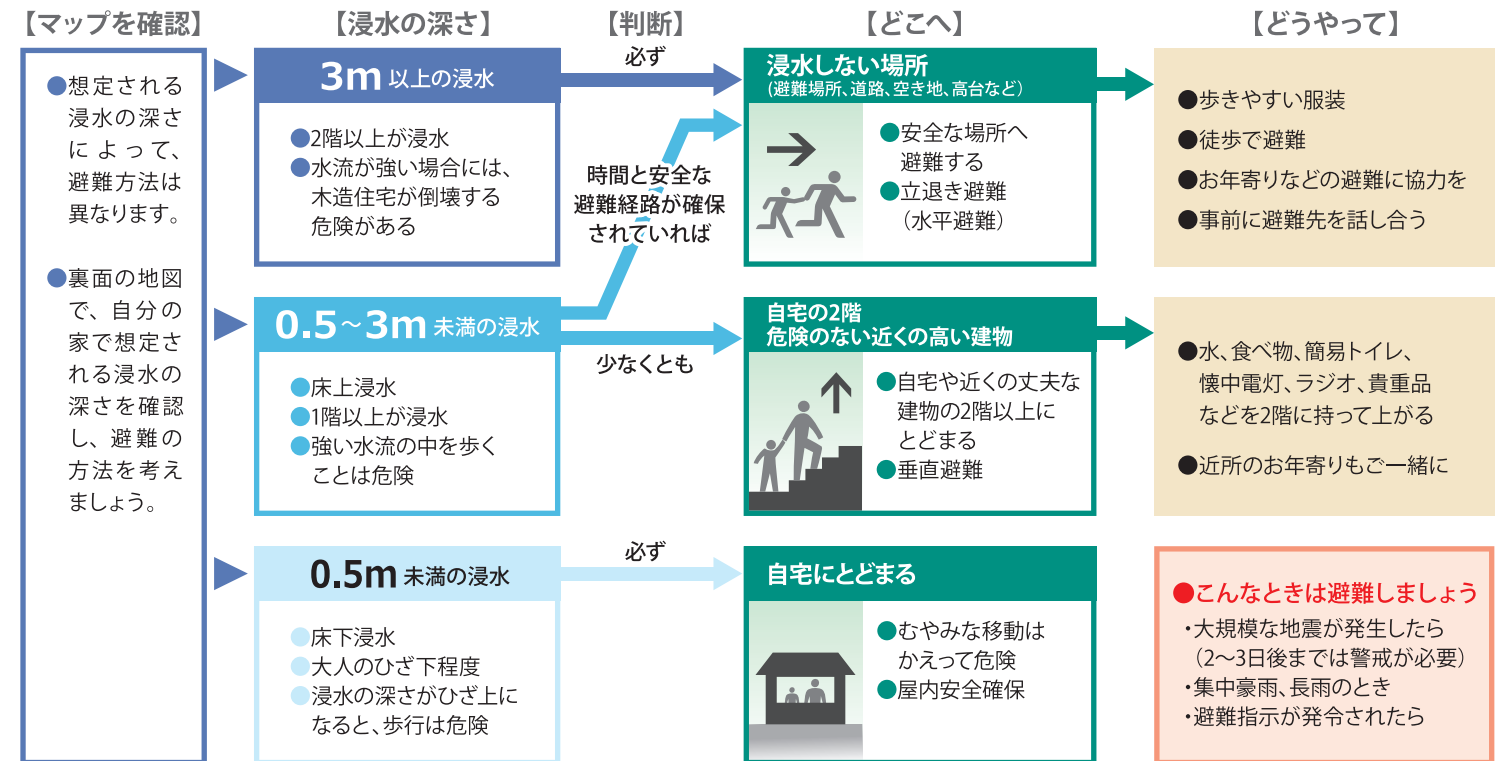 【マップを確認】
【浸水の深さ】
【判断】
【どこへ】
【どうやって】
●想定される
浸水の深さ
によって、
避難方法は
異なります。
●裏面の地図
で、自分の
家で想定さ
れる浸水の
深さを確認
し、避難の
方法を考え
ましょう。
3m 以上の浸水
●2階以上が浸水
●水流が強い場合には、
木造住宅が倒壊する
危険がある
必ず
浸水しない場所
(避難場所、道路、空き地、高台など)
●安全な場所へ
避難する
●立退き避難
（水平避難）
●歩きやすい服装
●徒歩で避難
●お年寄りなどの避難に協力を
●事前に避難先を話し合う
時間と安全な
避難経路が確保
されていれば
0.5～3m 未満の浸水
●床上浸水
●1階以上が浸水
●強い水流の中を歩く
ことは危険
少なくとも
自宅の2階
危険のない近くの高い建物
●自宅や近くの丈夫な
建物の2階以上に
とどまる
●垂直避難
●水、食べ物、簡易トイレ、
懐中電灯、ラジオ、貴重品
などを2階に持って上がる
●近所のお年寄りもご一緒に
0.5m 未満の浸水
●床下浸水
●大人のひざ下程度
●浸水の深さがひざ上に
なると、歩行は危険
必ず
自宅にとどまる
●むやみな移動は
かえって危険
●屋内安全確保
●こんなときは避難しましょう
・大規模な地震が発生したら
（2～3日後までは警戒が必要）
・集中豪雨、長雨のとき
・避難指示が発令されたら